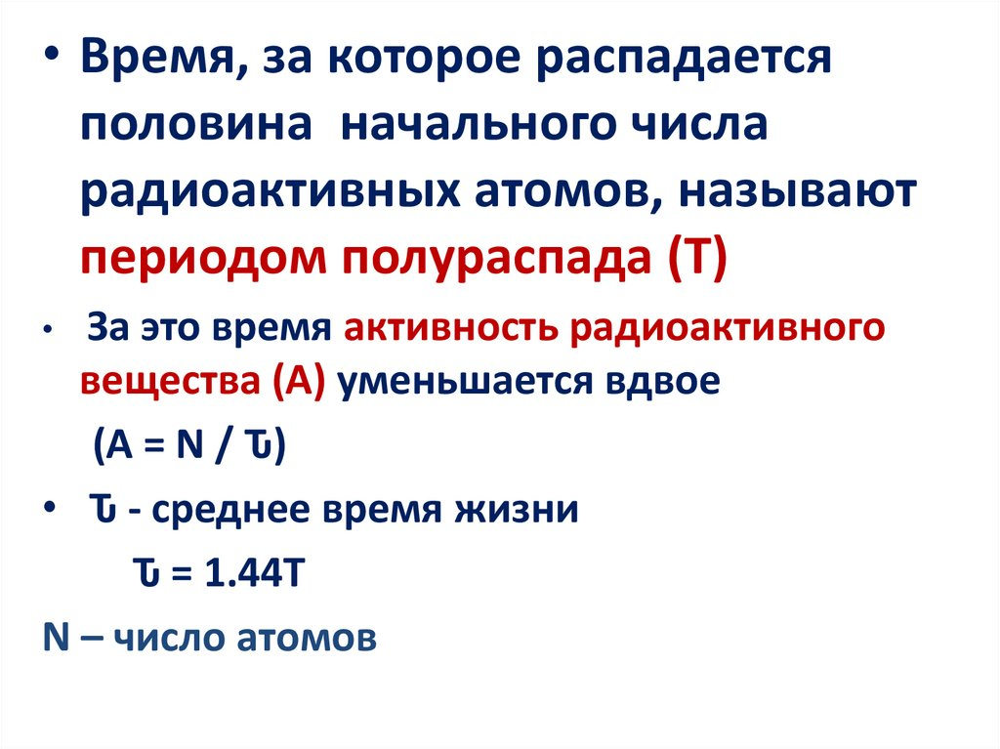 • Время, за которое распадается
половина начального числа
радиоактивных атомов, называют
периодом полураспада (Т)
• За это время активность радиоактивного
вещества (А) уменьшается вдвое
(А = N / Ԏ)
• Ԏ - среднее время жизни
Ԏ = 1.44Т
N – число атомов